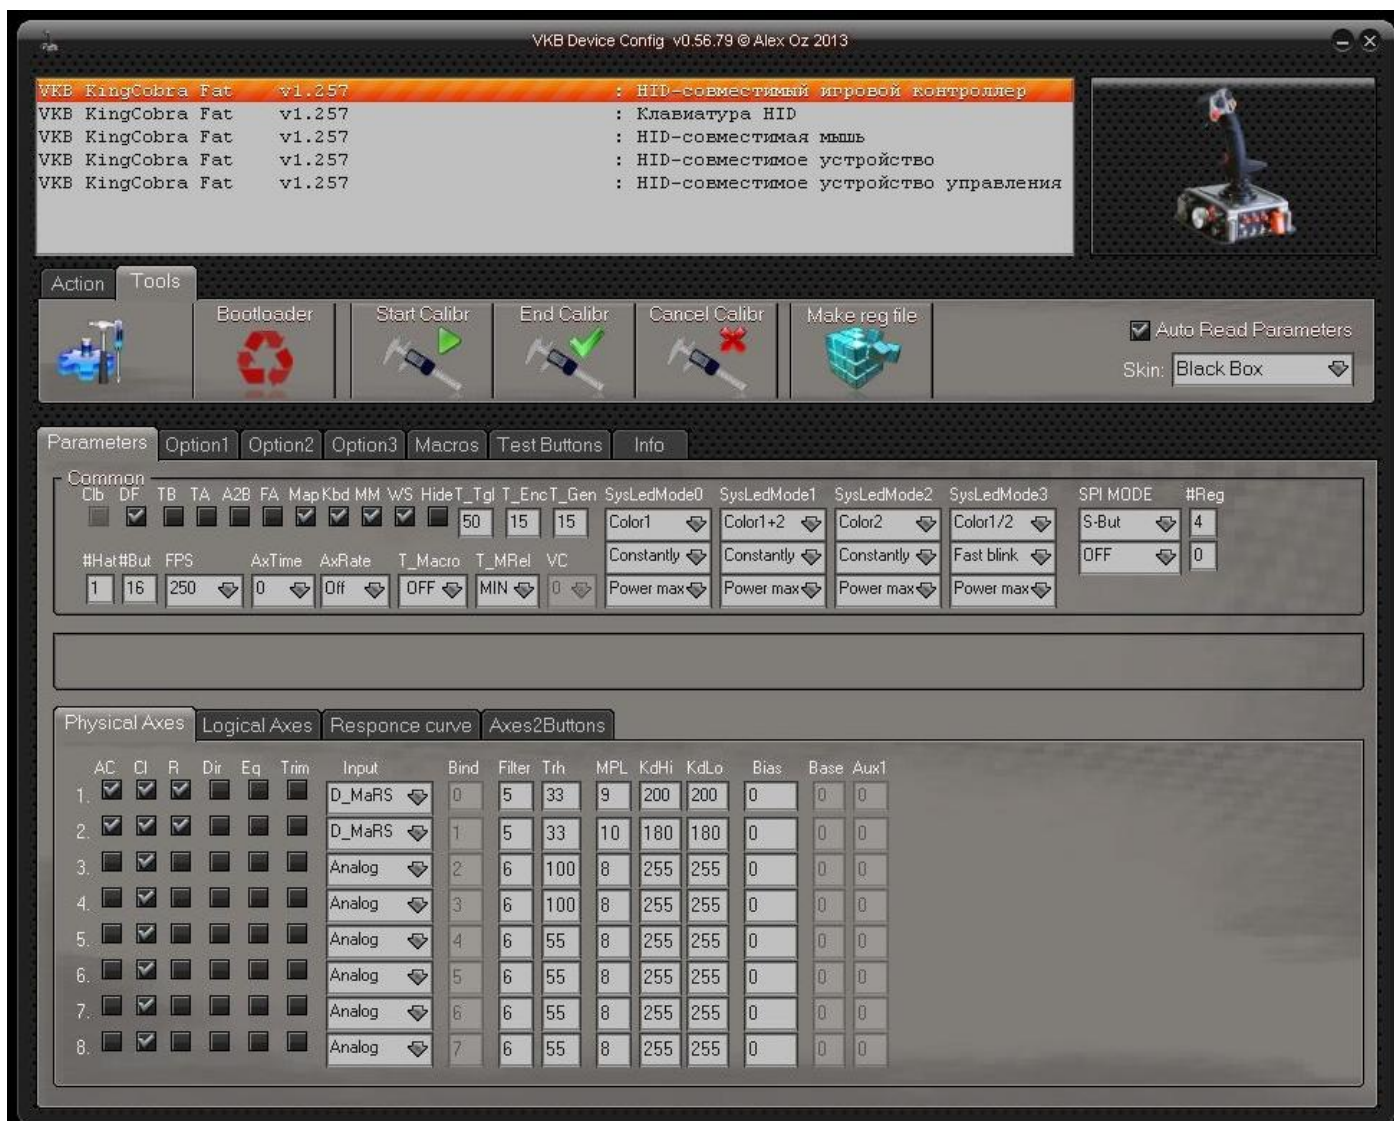 VKB Device Config v0.56.79 © Alex Oz 2013
VKB KingCobra Fat v1.257 : HID-совместимый игровой контроллер
VKB KingCobra Fat v1.257 : Клавиатура HID
VKB KingCobra Fat v1.257 : HID-совместимая мышь
VKB KingCobra Fat v1.257 : HID-совместимое устройство
VKB KingCobra Fat v1.257 : HID-совместимое устройство управления
Action Tools
Bootloader Start Calibr End Calibr Cancel Calibr Make reg file
Auto Read Parameters
Skin: Black Box
Parameters Option1 Option2 Option3 Macros Test Buttons Info
Common
Clb DF TB TA A2B FA Map Kbd MM WS Hide T_Tgl T_Enc T_Gen SysLedMode0 SysLedMode1 SysLedMode2 SysLedMode3 SPI MODE #Reg
50 15 15 Color1 Color1+2 Color2 Color1/2 S-But 4
Constantly Constantly Constantly Fast blink OFF 0
#Hat #But FPS AxTime AxRate T_Macro T_MRel VC
1 16 250 0 Off OFF MIN 0 Power max Power max Power max Power max
Physical Axes Logical Axes Responce curve Axes2Buttons
AC Cl R Dir Eq Trim Input Bind Filter Trh MPL KdHi KdLo Bias Base Aux1
1. D_MaRS 0 5 33 9 200 200 0 0 0
2. D_MaRS 1 5 33 10 180 180 0 0 0
3. Analog 2 6 100 8 255 255 0 0 0
4. Analog 3 6 100 8 255 255 0 0 0
5. Analog 4 6 55 8 255 255 0 0 0
6. Analog 5 6 55 8 255 255 0 0 0
7. Analog 6 6 55 8 255 255 0 0 0
8. Analog 7 6 55 8 255 255 0 0 0